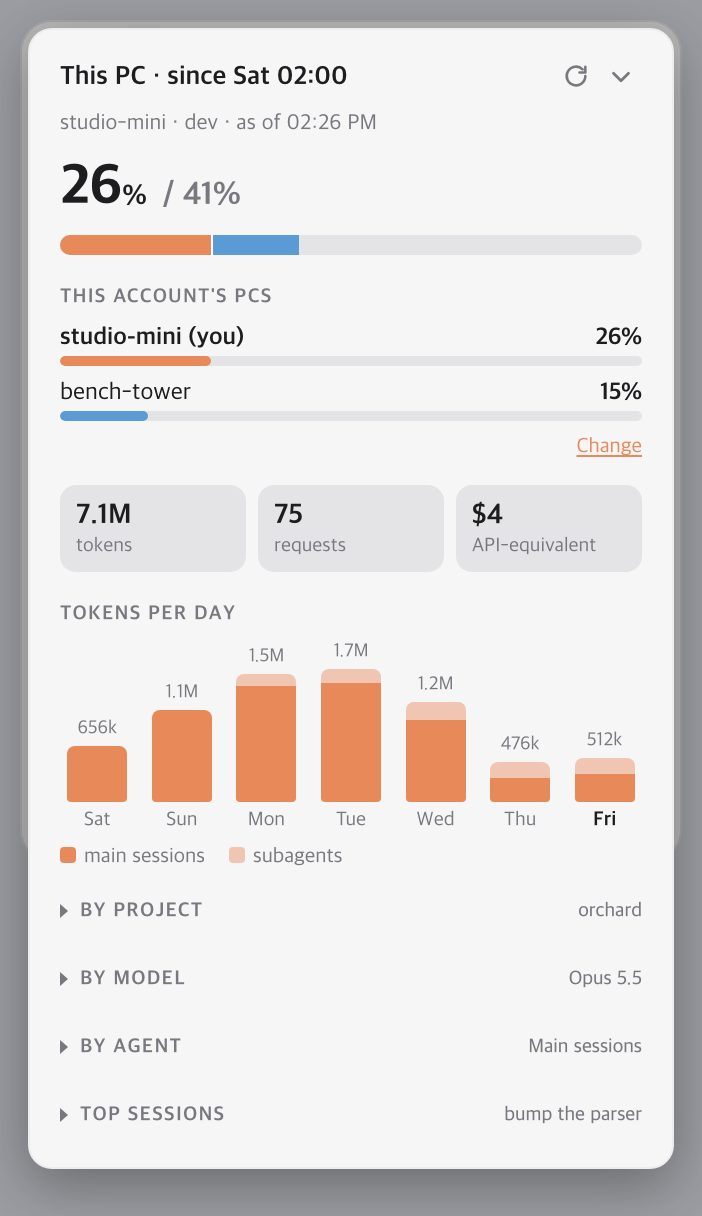 This PC · since Sat 02:00
studio-mini · dev · as of 02:26 PM
26% / 41%
THIS ACCOUNT'S PCS
studio-mini (you) 26%
bench-tower 15%
Change
7.1M 75 $4
tokens requests API-equivalent
TOKENS PER DAY
656k 1.1M 1.5M 1.7M 1.2M 476k 512k
Sat Sun Mon Tue Wed Thu Fri
main sessions subagents
BY PROJECT orchard
BY MODEL Opus 5.5
BY AGENT Main sessions
TOP SESSIONS bump the parser